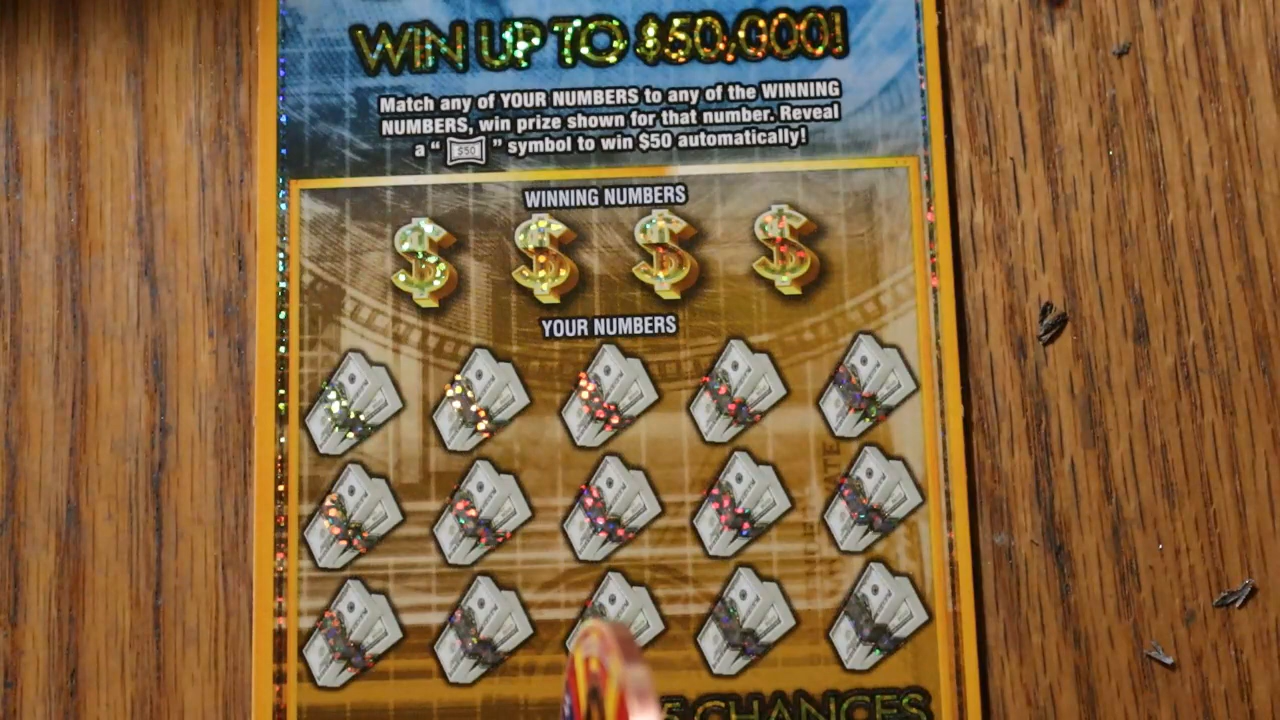 WIN UP TO $50,000!
Match any of YOUR NUMBERS to any of the WINNING
NUMBERS, win prize shown for that number. Reveal
a " $50 " symbol to win $50 automatically!
WINNING NUMBERS
$ $ $ $
YOUR NUMBERS
CHANCES